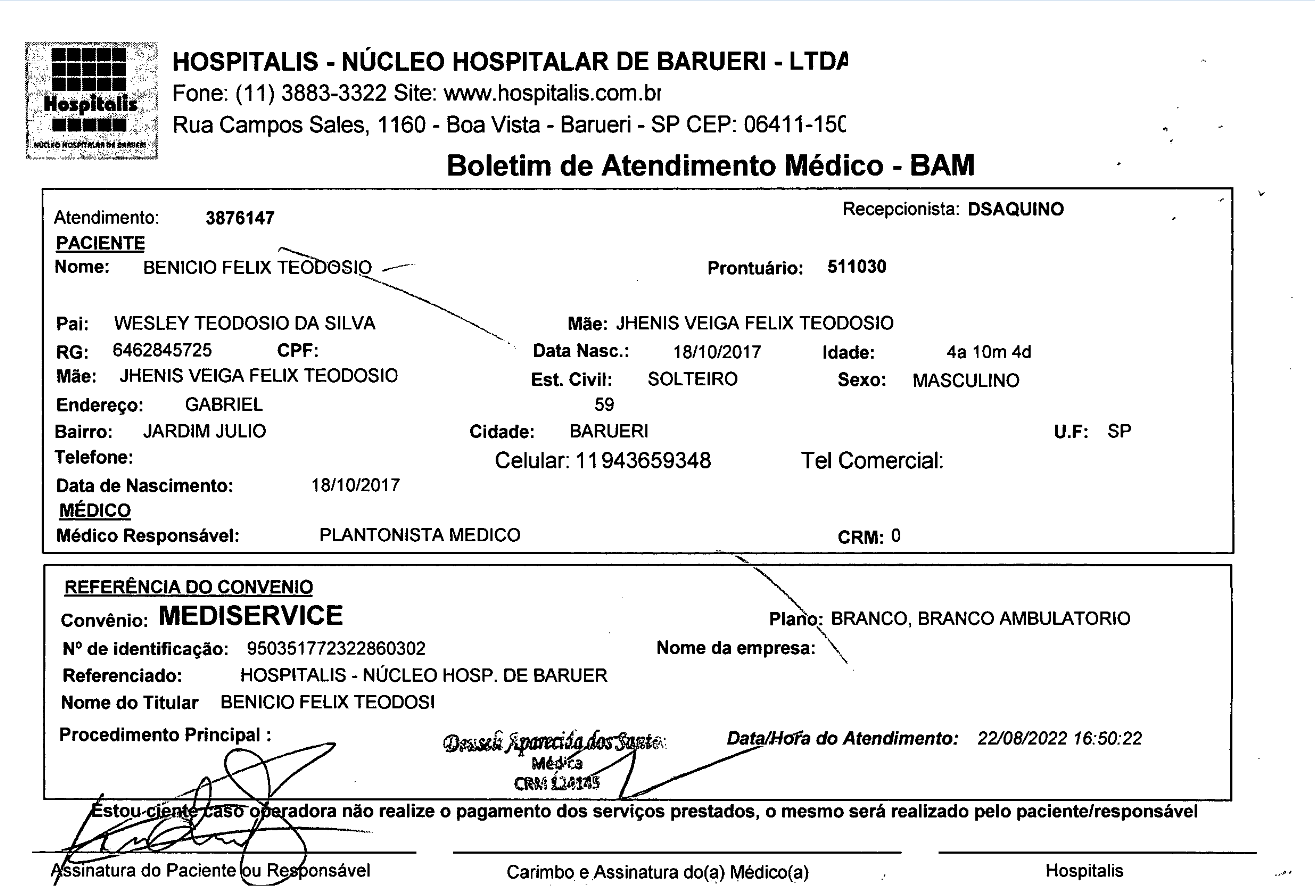 Hospitalis
NÚCLEO HOSPITALAR DE BARUERI
HOSPITALIS - NÚCLEO HOSPITALAR DE BARUERI - LTDA
Fone: (11) 3883-3322 Site: www.hospitalis.com.br
Rua Campos Sales, 1160 - Boa Vista - Barueri - SP CEP: 06411-150
Boletim de Atendimento Médico - BAM
Atendimento: 3876147 Recepcionista: DSAQUINO
PACIENTE
Nome: BENICIO FELIX TEODOSIO Prontuário: 511030
Pai: WESLEY TEODOSIO DA SILVA Mãe: JHENIS VEIGA FELIX TEODOSIO
RG: 6462845725 CPF: Data Nasc.: 18/10/2017 Idade: 4a 10m 4d
Mãe: JHENIS VEIGA FELIX TEODOSIO Est. Civil: SOLTEIRO Sexo: MASCULINO
Endereço: GABRIEL 59
Bairro: JARDIM JULIO Cidade: BARUERI U.F: SP
Telefone: Celular: 11943659348 Tel Comercial:
Data de Nascimento: 18/10/2017
MÉDICO
Médico Responsável: PLANTONISTA MEDICO CRM: 0
REFERÊNCIA DO CONVENIO
Convênio: MEDISERVICE Plano: BRANCO, BRANCO AMBULATORIO
Nº de identificação: 950351772322860302 Nome da empresa:
Referenciado: HOSPITALIS - NÚCLEO HOSP. DE BARUER
Nome do Titular BENICIO FELIX TEODOSI
Procedimento Principal : Aparecida dos Santos Data/Hora do Atendimento: 22/08/2022 16:50:22
Médica
CRM
Estou ciente caso operadora não realize o pagamento dos serviços prestados, o mesmo será realizado pelo paciente/responsável
Assinatura do Paciente ou Responsável Carimbo e Assinatura do(a) Médico(a) Hospitalis